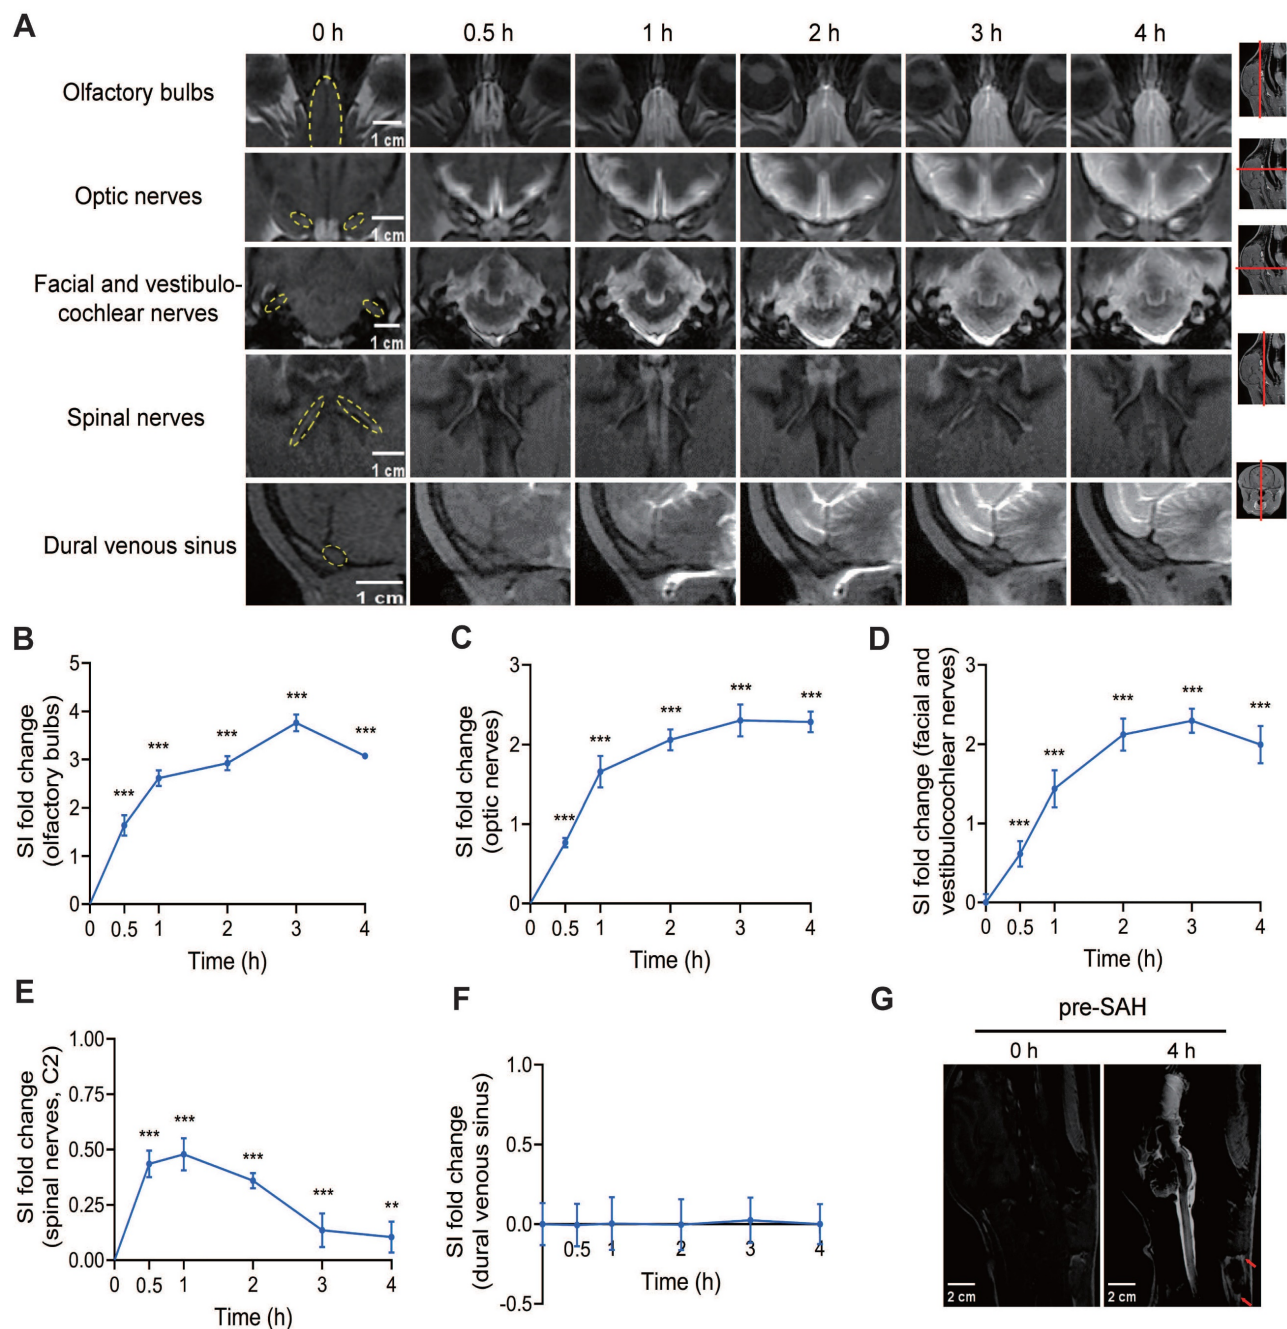 A
0 h 0.5 h 1 h 2 h 3 h 4 h
Olfactory bulbs
1 cm
Optic nerves
1 cm
Facial and vestibulo-
cochlear nerves
1 cm
Spinal nerves
1 cm
Dural venous sinus
1 cm
B
SI fold change
(olfactory bulbs)
5
4
3
2
1
0
*** *** *** *** ***
0 0.5 1 2 3 4
Time (h)
C
SI fold change
(optic nerves)
3
2
1
0
*** *** *** *** ***
0 0.5 1 2 3 4
Time (h)
D
SI fold change (facial and
vestibulocochlear nerves)
3
2
1
0
*** *** *** *** ***
0 0.5 1 2 3 4
Time (h)
E
SI fold change
(spinal nerves, C2)
1.00
0.75
0.50
0.25
0.00
*** *** *** *** **
0 0.5 1 2 3 4
Time (h)
F
SI fold change
(dural venous sinus)
1.0
0.5
0.0
-0.5
0.5 1 2 3 4
Time (h)
G
pre-SAH
0 h 4 h
2 cm 2 cm